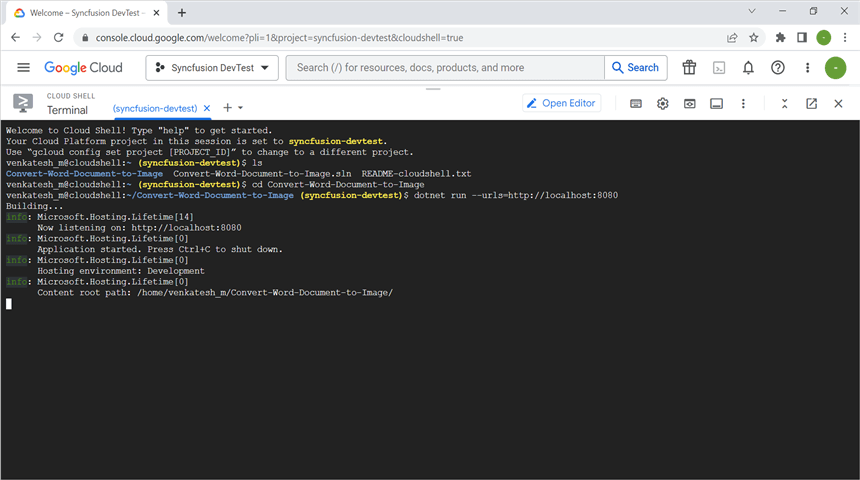 Welcome – Syncfusion DevTest –
console.cloud.google.com/welcome?pli=1&project=syncfusion-devtest&cloudshell=true
Google Cloud
Syncfusion DevTest
Search (/) for resources, docs, products, and more
Search
CLOUD SHELL
Terminal
(syncfusion-devtest)
Open Editor
Welcome to Cloud Shell! Type "help" to get started.
Your Cloud Platform project in this session is set to syncfusion-devtest.
Use “gcloud config set project [PROJECT_ID]” to change to a different project.
venkatesh_m@cloudshell:~ (syncfusion-devtest)$ ls
Convert-Word-Document-to-Image  Convert-Word-Document-to-Image.sln  README-cloudshell.txt
venkatesh_m@cloudshell:~ (syncfusion-devtest)$ cd Convert-Word-Document-to-Image
venkatesh_m@cloudshell:~/Convert-Word-Document-to-Image (syncfusion-devtest)$ dotnet run --urls=http://localhost:8080
Building...
info: Microsoft.Hosting.Lifetime[14]
Now listening on: http://localhost:8080
info: Microsoft.Hosting.Lifetime[0]
Application started. Press Ctrl+C to shut down.
info: Microsoft.Hosting.Lifetime[0]
Hosting environment: Development
info: Microsoft.Hosting.Lifetime[0]
Content root path: /home/venkatesh_m/Convert-Word-Document-to-Image/